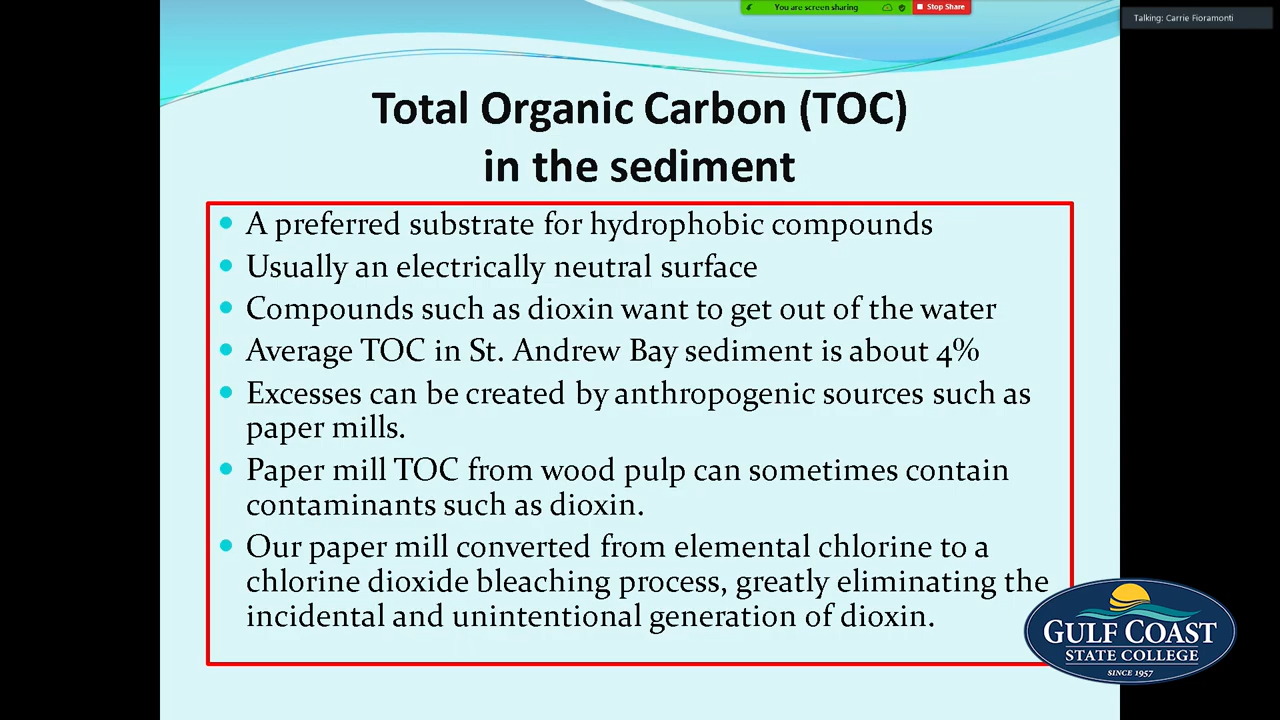 You are screen sharing
Stop Share
Talking: Carrie Fioramonti
Total Organic Carbon (TOC)
in the sediment
A preferred substrate for hydrophobic compounds
Usually an electrically neutral surface
Compounds such as dioxin want to get out of the water
Average TOC in St. Andrew Bay sediment is about 4%
Excesses can be created by anthropogenic sources such as
paper mills.
Paper mill TOC from wood pulp can sometimes contain
contaminants such as dioxin.
Our paper mill converted from elemental chlorine to a
chlorine dioxide bleaching process, greatly eliminating the
incidental and unintentional generation of dioxin.
GULF COAST
STATE COLLEGE
SINCE 1957